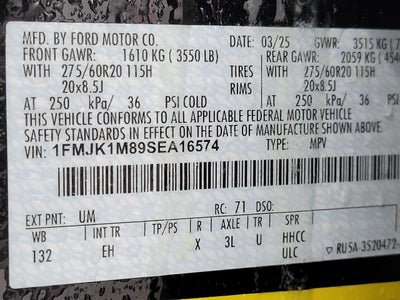 MFD. BY FORD MOTOR CO. DATE: 03/25 GVWR: 3515 KG (7
FRONT GAWR: 1610 KG (3550 LB) REAR GAWR: 2059 KG (454
WITH 275/60R20 115H TIRES WITH 275/60R20 115H
20x8.5J RIMS 20x8.5J
AT 250 kPa/ 36 PSI COLD AT 250 kPa/ 36
THIS VEHICLE CONFORMS TO ALL APPLICABLE FEDERAL MOTOR VEHICLE
SAFETY STANDARDS IN EFFECT ON THE DATE OF MANUFACTURE SHOWN
VIN: 1FMJK1M89SEA16574 TYPE: MPV
EXT PNT: UM RC: 71 DSO:
WB INT TR TP/PS R AXLE TR SPR
132 EH X 3L U HHCC
ULC RUSA-3520472-